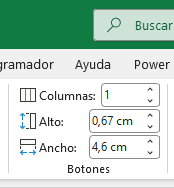 Buscar
gramador Ayuda Power
Columnas: 1
Alto: 0,67 cm
Ancho: 4,6 cm
Botones